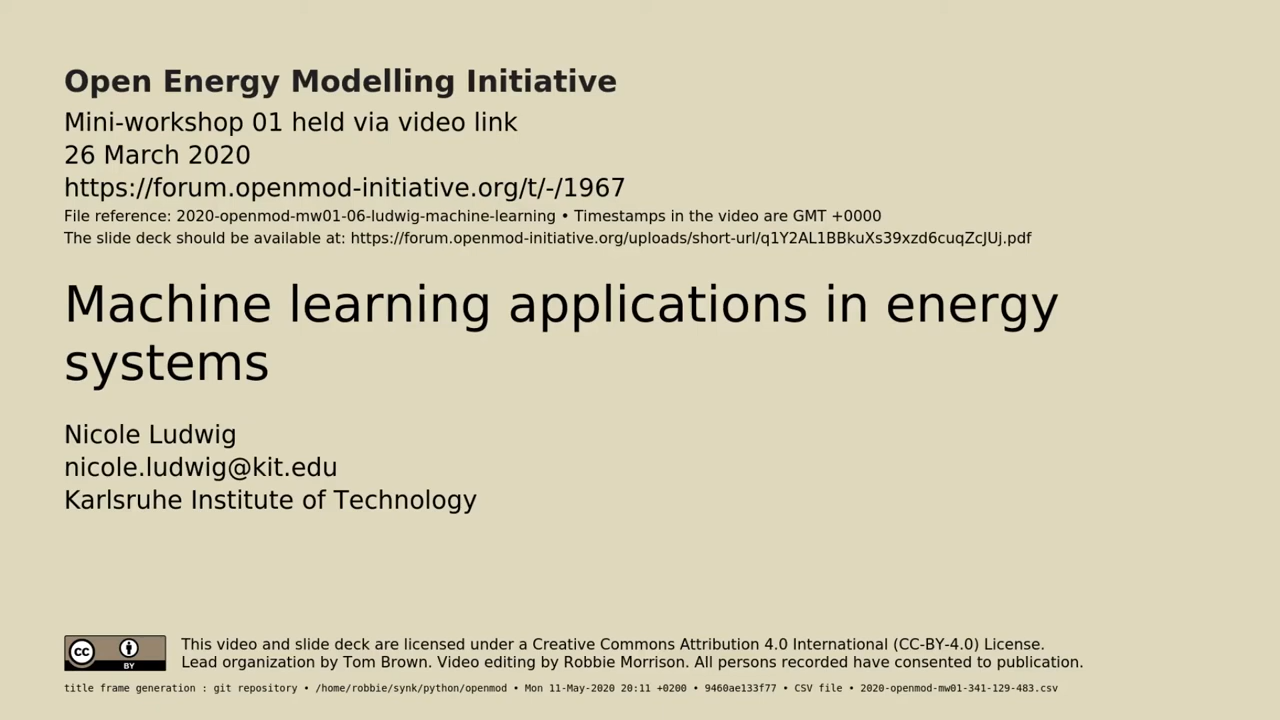 Open Energy Modelling Initiative
Mini-workshop 01 held via video link
26 March 2020
https://forum.openmod-initiative.org/t/-/1967
File reference: 2020-openmod-mw01-06-ludwig-machine-learning • Timestamps in the video are GMT +0000
The slide deck should be available at: https://forum.openmod-initiative.org/uploads/short-url/q1Y2AL1BBkuXs39xzd6cuqZcJUj.pdf
Machine learning applications in energy
systems
Nicole Ludwig
nicole.ludwig@kit.edu
Karlsruhe Institute of Technology
cc BY
This video and slide deck are licensed under a Creative Commons Attribution 4.0 International (CC-BY-4.0) License.
Lead organization by Tom Brown. Video editing by Robbie Morrison. All persons recorded have consented to publication.
title frame generation : git repository • /home/robbie/synk/python/openmod • Mon 11-May-2020 20:11 +0200 • 9460ae133f77 • CSV file • 2020-openmod-mw01-341-129-483.csv